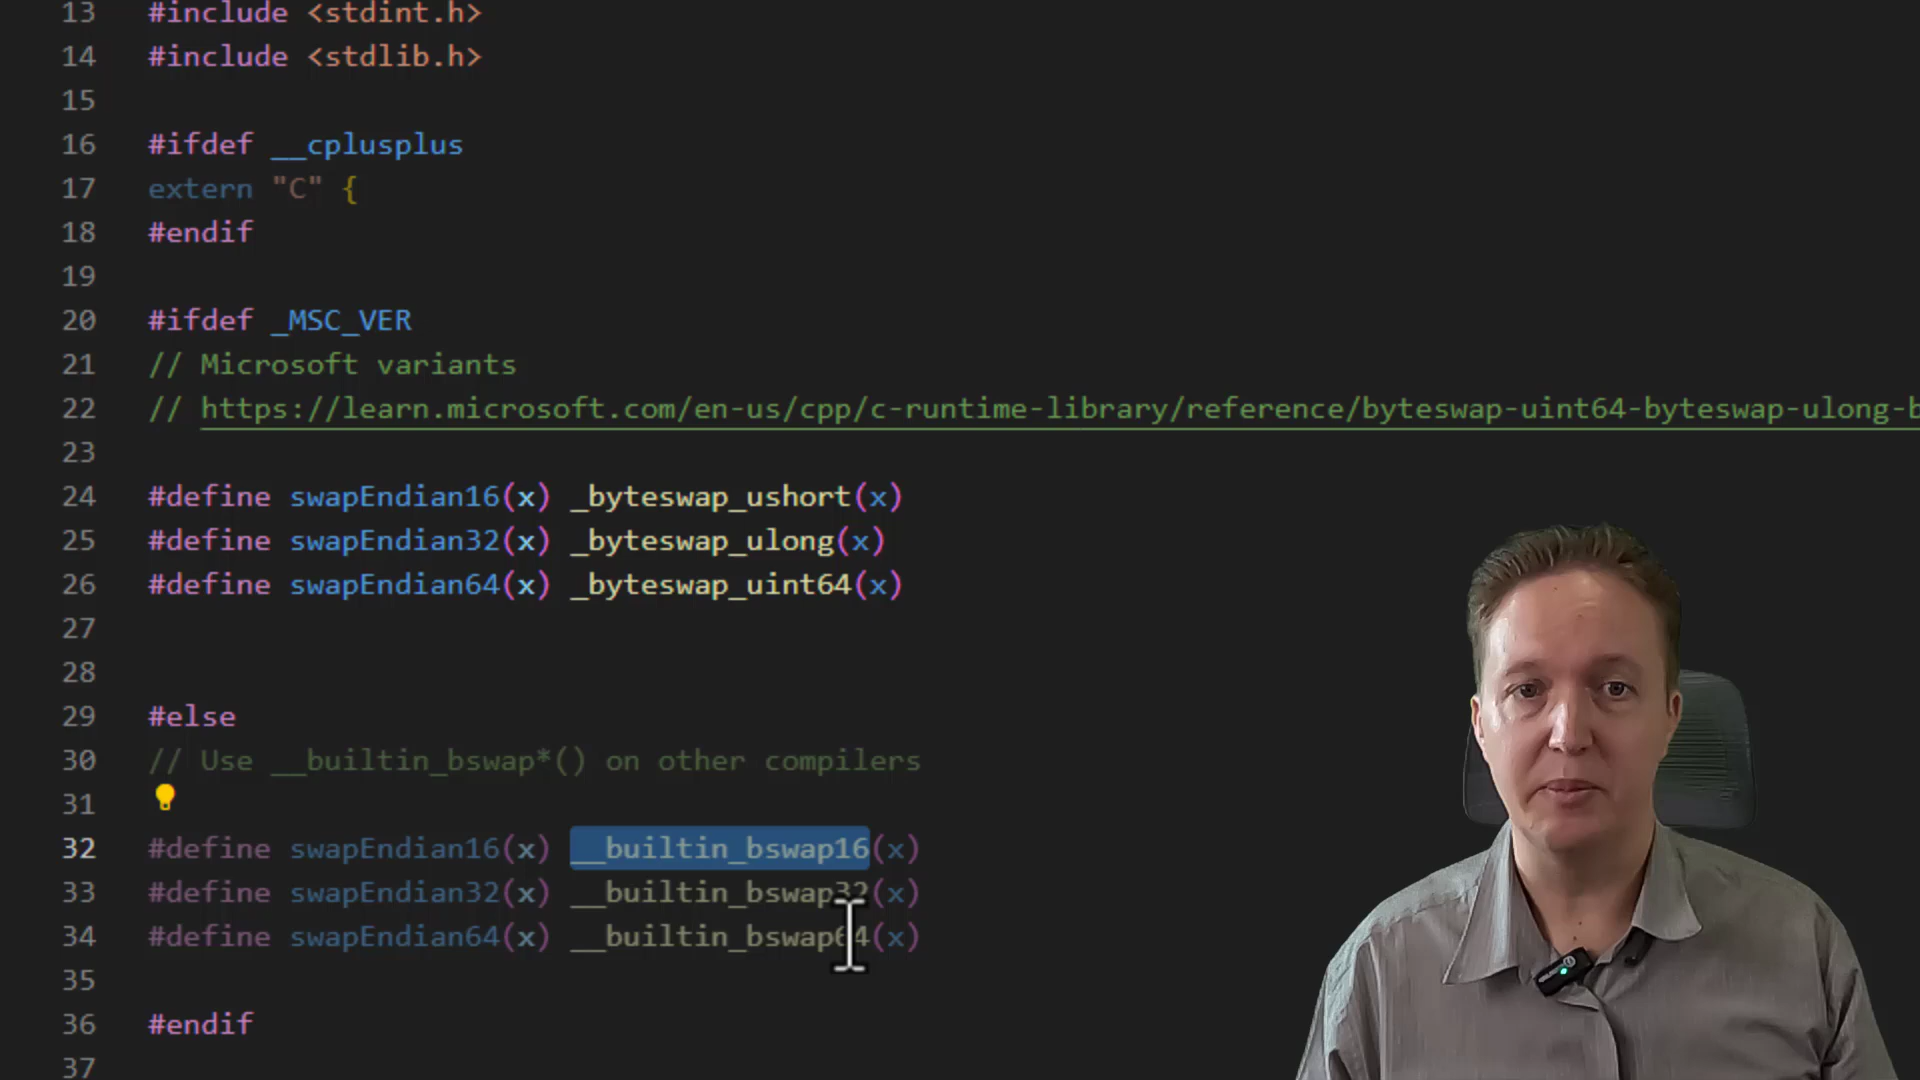 13 #include <stdint.h>
14 #include <stdlib.h>
15
16 #ifdef __cplusplus
17 extern "C" {
18 #endif
19
20 #ifdef _MSC_VER
21 // Microsoft variants
22 // https://learn.microsoft.com/en-us/cpp/c-runtime-library/reference/byteswap-uint64-byteswap-ulong-b
23
24 #define swapEndian16(x) _byteswap_ushort(x)
25 #define swapEndian32(x) _byteswap_ulong(x)
26 #define swapEndian64(x) _byteswap_uint64(x)
27
28
29 #else
30 // Use __builtin_bswap*() on other compilers
31
32 #define swapEndian16(x) __builtin_bswap16(x)
33 #define swapEndian32(x) __builtin_bswap32(x)
34 #define swapEndian64(x) __builtin_bswap64(x)
35
36 #endif
37